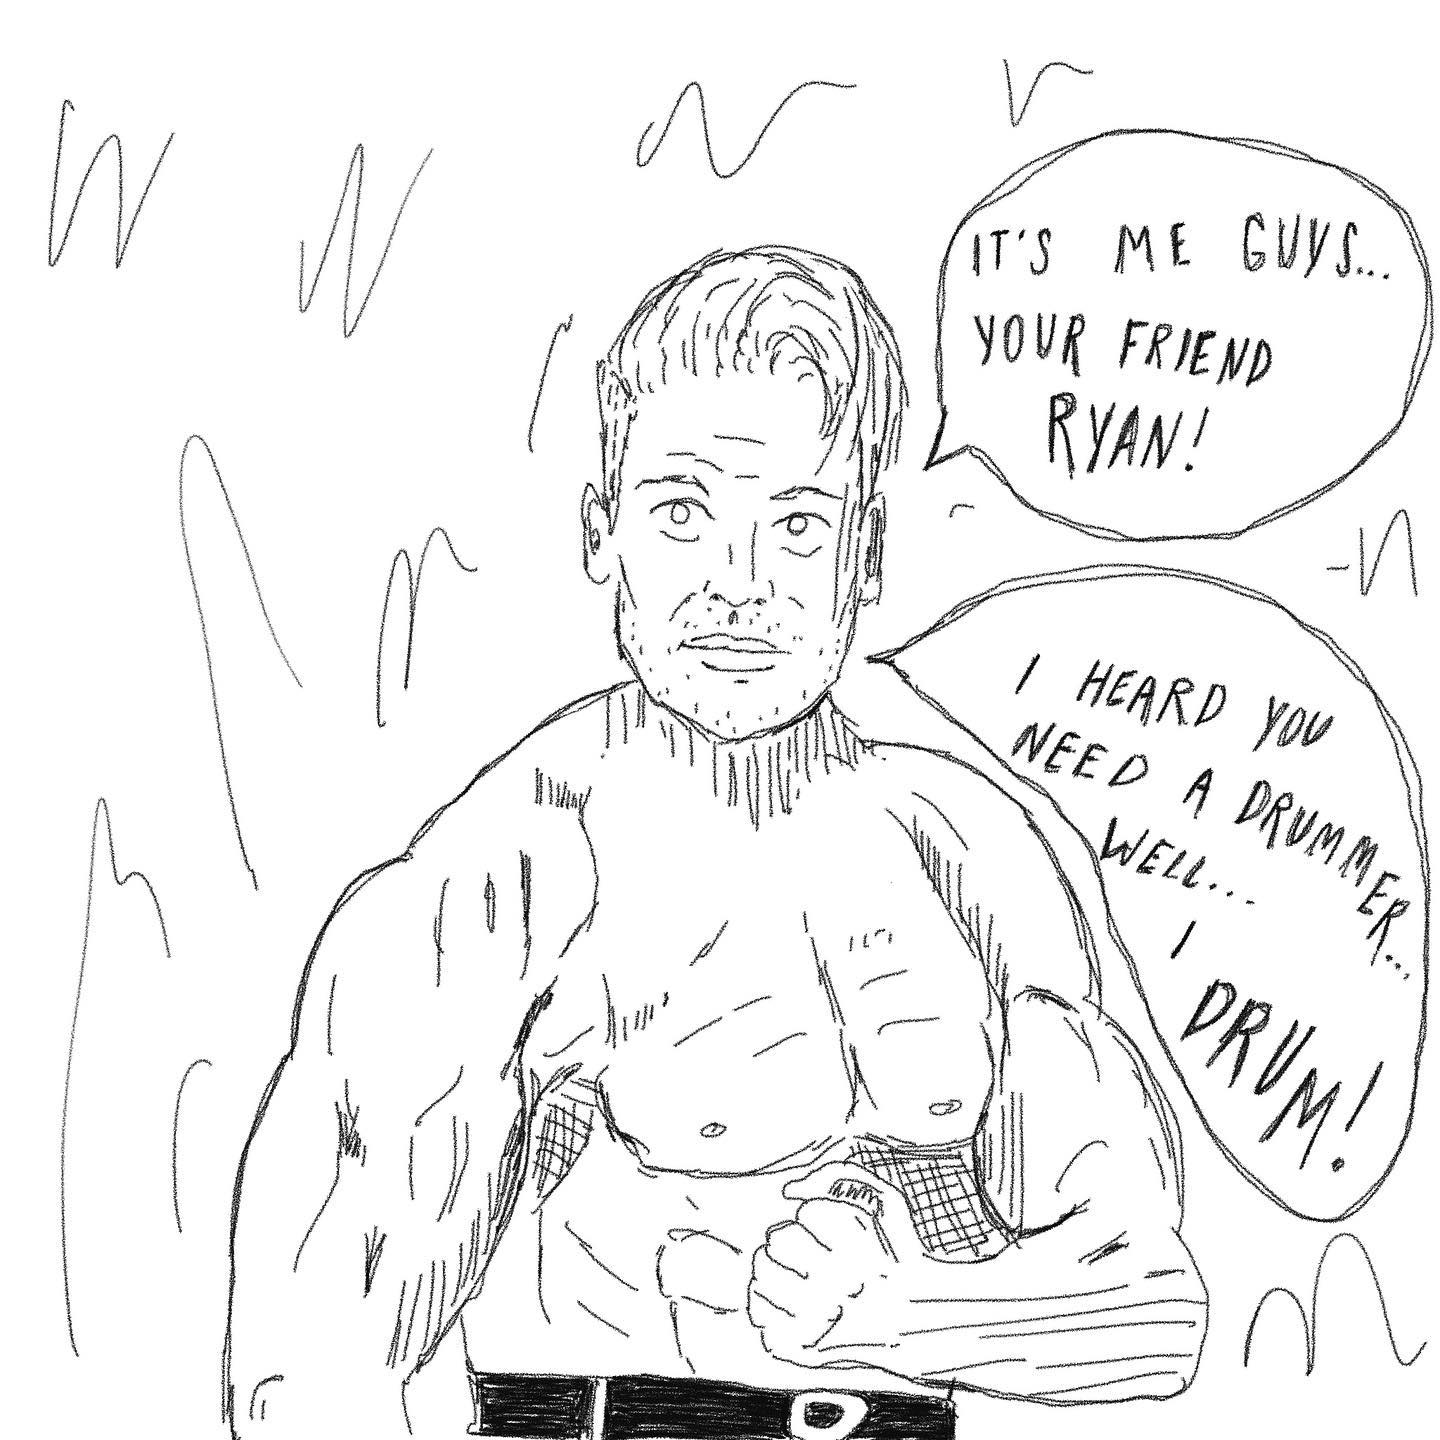 IT'S ME GUYS...
YOUR FRIEND
RYAN!
I HEARD YOU
NEED A DRUMMER...
WELL...
I
DRUM!